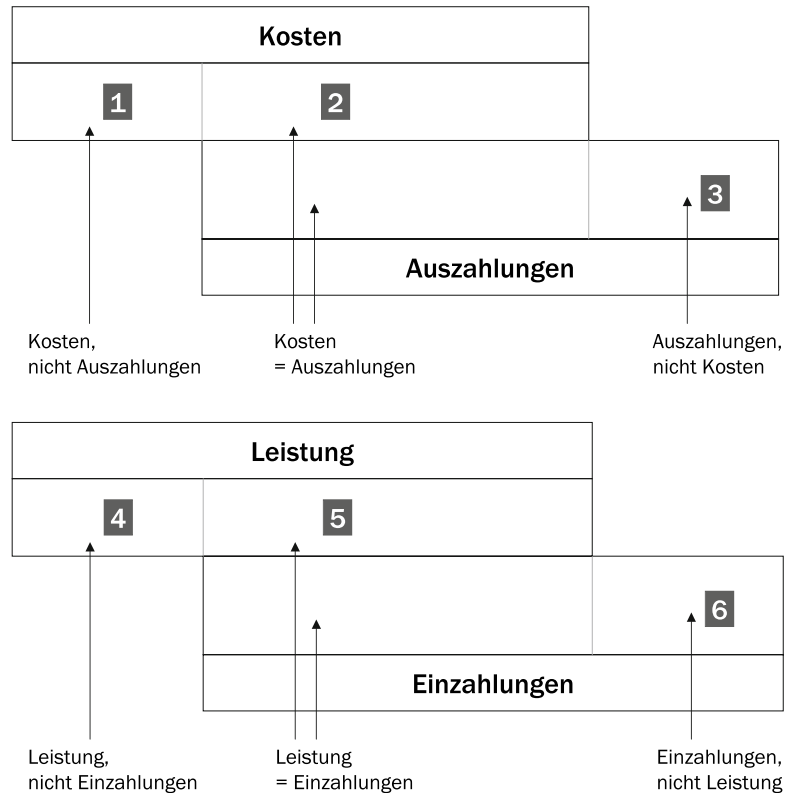 Kosten
1
2
3
Auszahlungen
Kosten,
nicht Auszahlungen
Kosten
= Auszahlungen
Auszahlungen,
nicht Kosten
Leistung
4
5
6
Einzahlungen
Leistung,
nicht Einzahlungen
Leistung
= Einzahlungen
Einzahlungen,
nicht Leistung